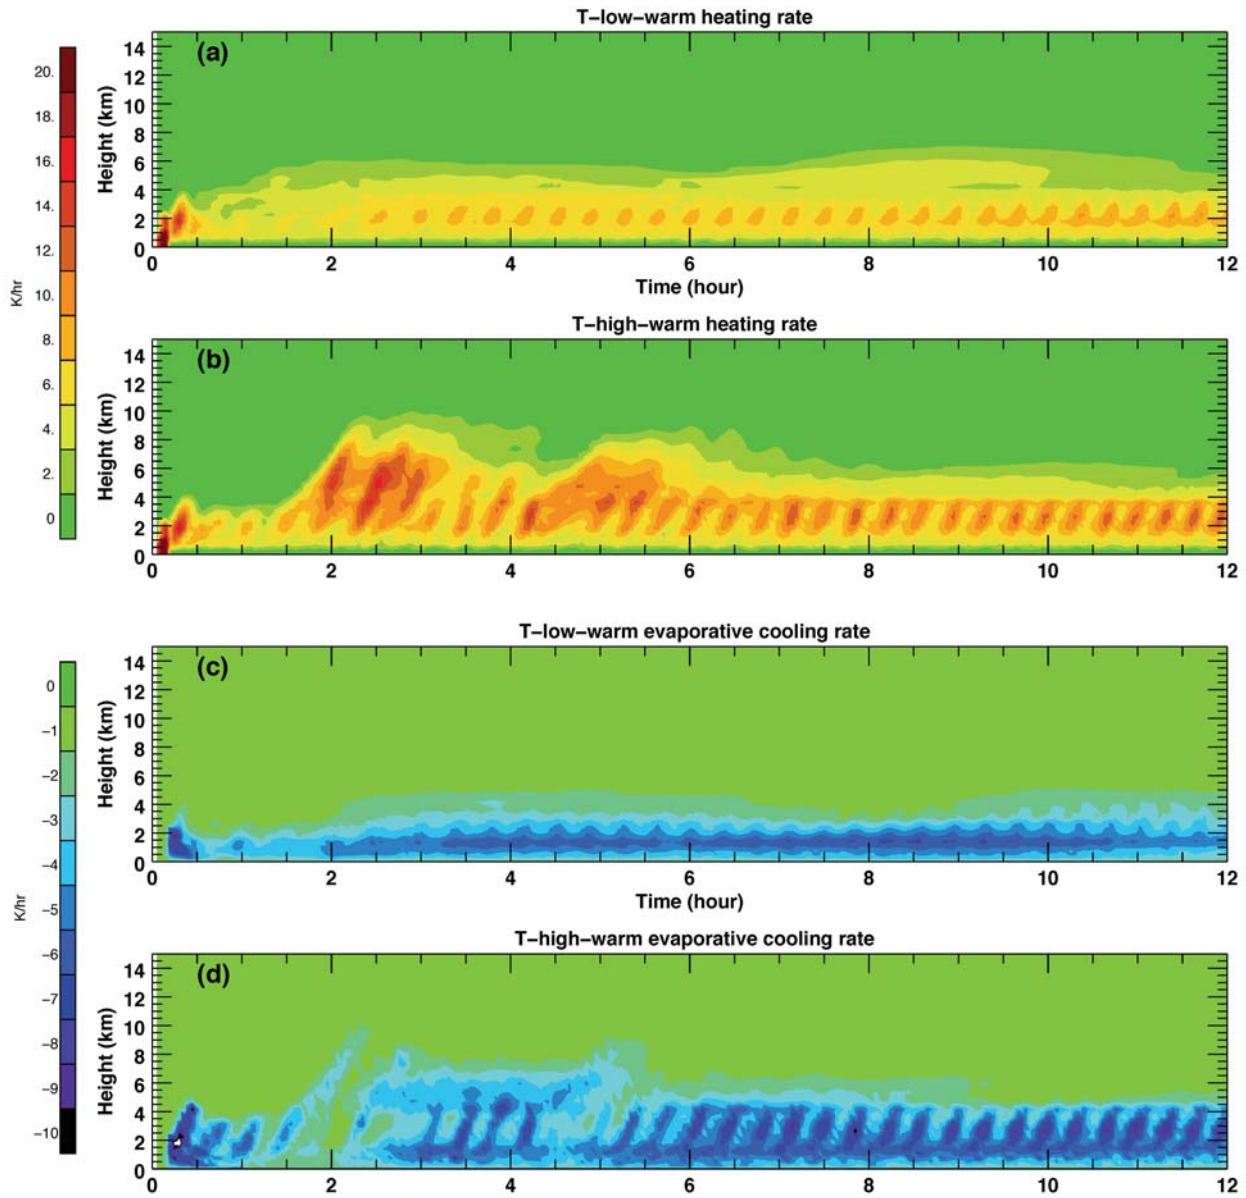 T-low-warm heating rate
(a)
Height (km)
14
12
10
8
6
4
2
0
0 2 4 6 8 10 12
Time (hour)
20.
18.
16.
14.
12.
10.
8.
6.
4.
2.
0
K/hr
T-high-warm heating rate
(b)
Height (km)
14
12
10
8
6
4
2
0
0 2 4 6 8 10 12
T-low-warm evaporative cooling rate
(c)
Height (km)
14
12
10
8
6
4
2
0
0 2 4 6 8 10 12
Time (hour)
0
-1
-2
-3
-4
-5
-6
-7
-8
-9
-10
K/hr
T-high-warm evaporative cooling rate
(d)
Height (km)
14
12
10
8
6
4
2
0
0 2 4 6 8 10 12